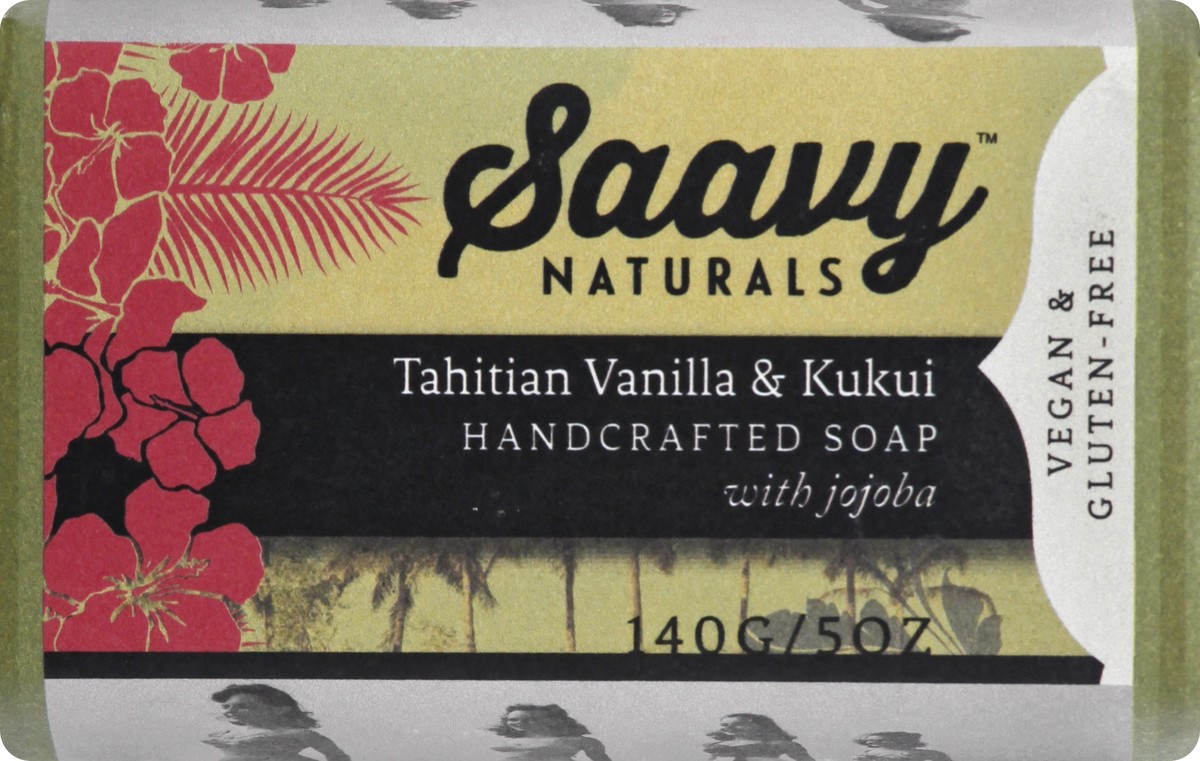 Saavy™
NATURALS
Tahitian Vanilla & Kukui
HANDCRAFTED SOAP
with jojoba
140G/5OZ
VEGAN &
GLUTEN-FREE